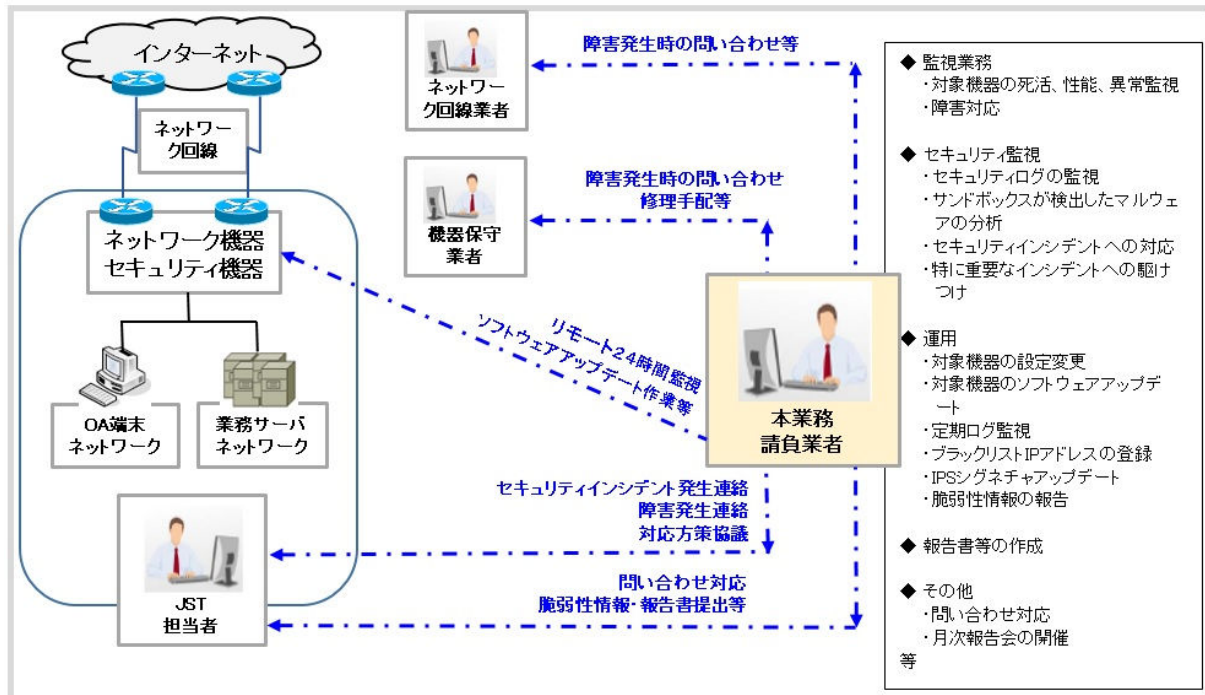 インターネット
ネットワー
ク回線
ネットワーク機器
セキュリティ機器
OA端末
ネットワーク
業務サーバ
ネットワーク
JST
担当者
ネットワー
ク回線業者
機器保守
業者
障害発生時の問い合わせ等
障害発生時の問い合わせ
修理手配等
リモート24時間監視
ソフトウェアアップデート作業等
本業務
請負業者
セキュリティインシデント発生連絡
障害発生連絡
対応方策協議
問い合わせ対応
脆弱性情報・報告書提出等
◆ 監視業務
・対象機器の死活、性能、異常監視
・障害対応
◆ セキュリティ監視
・セキュリティログの監視
・サンドボックスが検出したマルウェ
アの分析
・セキュリティインシデントへの対応
・特に重要なインシデントへの駆け
つけ
◆ 運用
・対象機器の設定変更
・対象機器のソフトウェアアップデ
ート
・定期ログ監視
・ブラックリストIPアドレスの登録
・IPSシグネチャアップデート
・脆弱性情報の報告
◆ 報告書等の作成
◆ その他
・問い合わせ対応
・月次報告会の開催
等